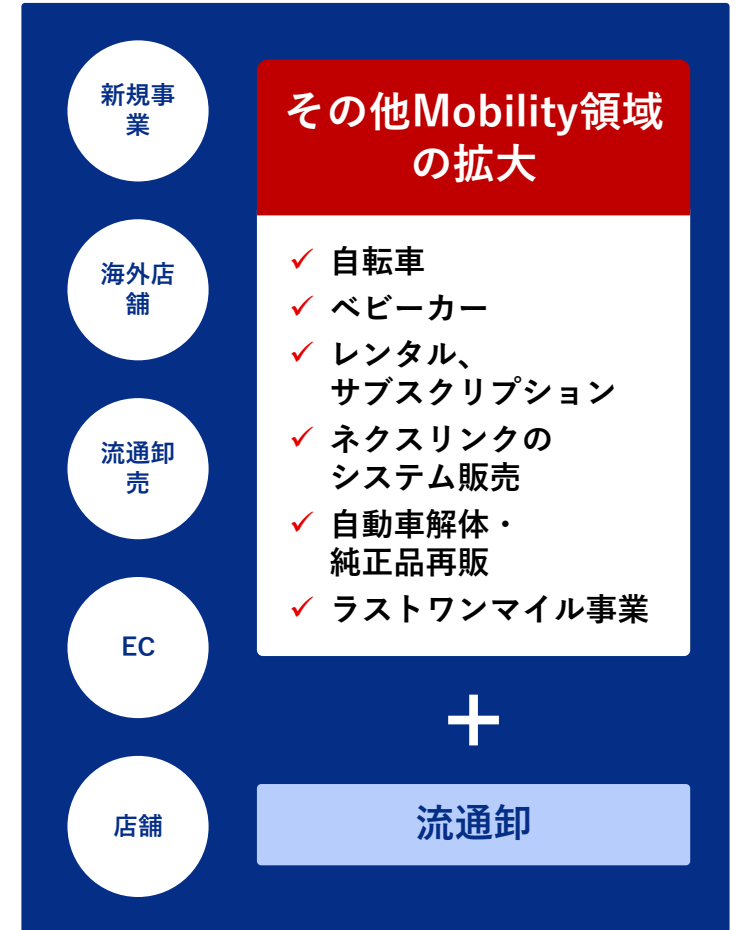 新規事
業
海外店
舗
流通卸
売
EC
店舗
その他Mobility領域
の拡大
✓ 自転車
✓ ベビーカー
✓ レンタル、
サブスクリプション
✓ ネクスリンクの
システム販売
✓ 自動車解体・
純正品再販
✓ ラストワンマイル事業
+
流通卸